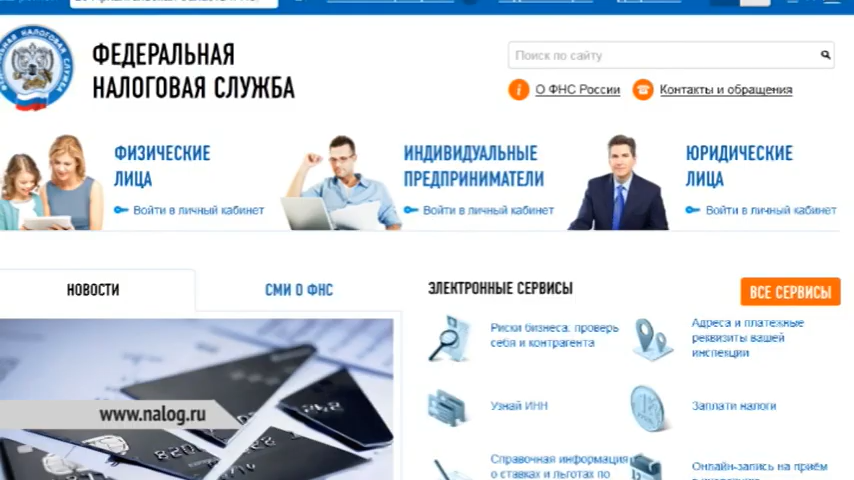 ФЕДЕРАЛЬНАЯ
НАЛОГОВАЯ СЛУЖБА
Поиск по сайту
О ФНС России
Контакты и обращения
ФИЗИЧЕСКИЕ
ЛИЦА
Войти в личный кабинет
ИНДИВИДУАЛЬНЫЕ
ПРЕДПРИНИМАТЕЛИ
Войти в личный кабинет
ЮРИДИЧЕСКИЕ
ЛИЦА
Войти в личный кабинет
НОВОСТИ
СМИ О ФНС
www.nalog.ru
ЭЛЕКТРОННЫЕ СЕРВИСЫ
ВСЕ СЕРВИСЫ
Риски бизнеса: проверь
себя и контрагента
Адреса и платежные
реквизиты вашей
инспекции
Узнай ИНН
Заплати налоги
Справочная информация
о ставках и льготах по
Онлайн-запись на приём